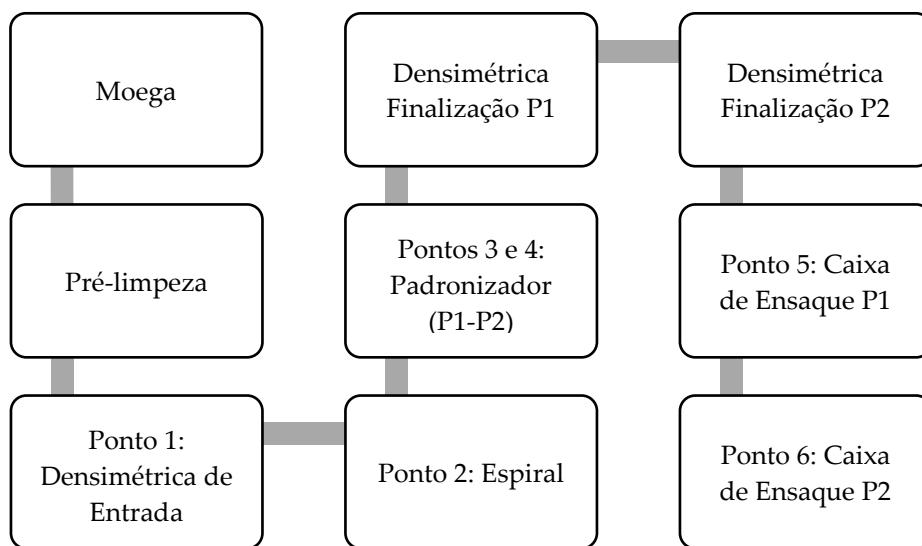 Moega
Pré-limpeza
Ponto 1:
Densimétrica de
Entrada
Ponto 2: Espiral
Pontos 3 e 4:
Padronizador
(P1-P2)
Densimétrica
Finalização P1
Densimétrica
Finalização P2
Ponto 5: Caixa
de Ensaque P1
Ponto 6: Caixa
de Ensaque P2